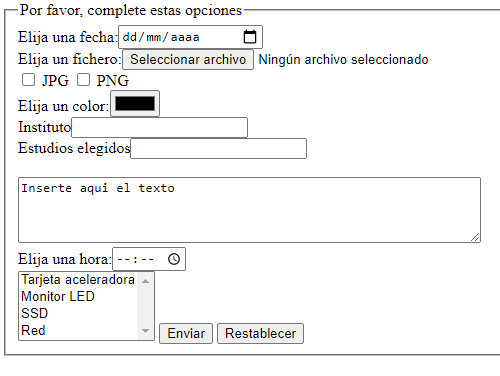 Por favor, complete estas opciones
Elija una fecha: dd/mm/aaaa
Elija un fichero: Seleccionar archivo Ningún archivo seleccionado
JPG PNG
Elija un color:
Instituto
Estudios elegidos
Inserte aqui el texto
Elija una hora: --:--
Tarjeta aceleradora
Monitor LED
SSD
Red
Enviar Restablecer